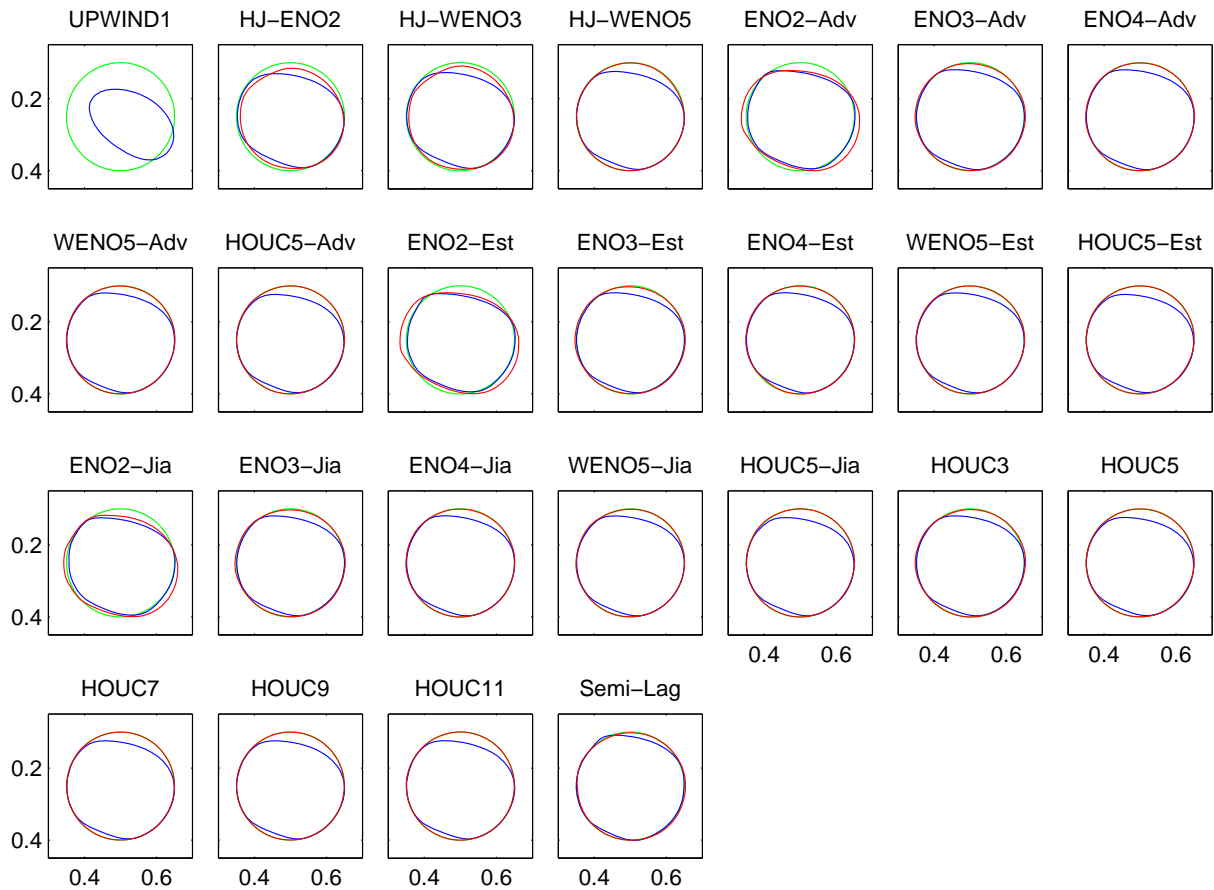 UPWIND1 HJ−ENO2 HJ−WENO3 HJ−WENO5 ENO2−Adv ENO3−Adv ENO4−Adv
0.2
0.4
WENO5−Adv HOUC5−Adv ENO2−Est ENO3−Est ENO4−Est WENO5−Est HOUC5−Est
0.2
0.4
ENO2−Jia ENO3−Jia ENO4−Jia WENO5−Jia HOUC5−Jia HOUC3 HOUC5
0.2
0.4
0.4 0.6 0.4 0.6 0.4 0.6
HOUC7 HOUC9 HOUC11 Semi−Lag
0.2
0.4
0.4 0.6 0.4 0.6 0.4 0.6 0.4 0.6